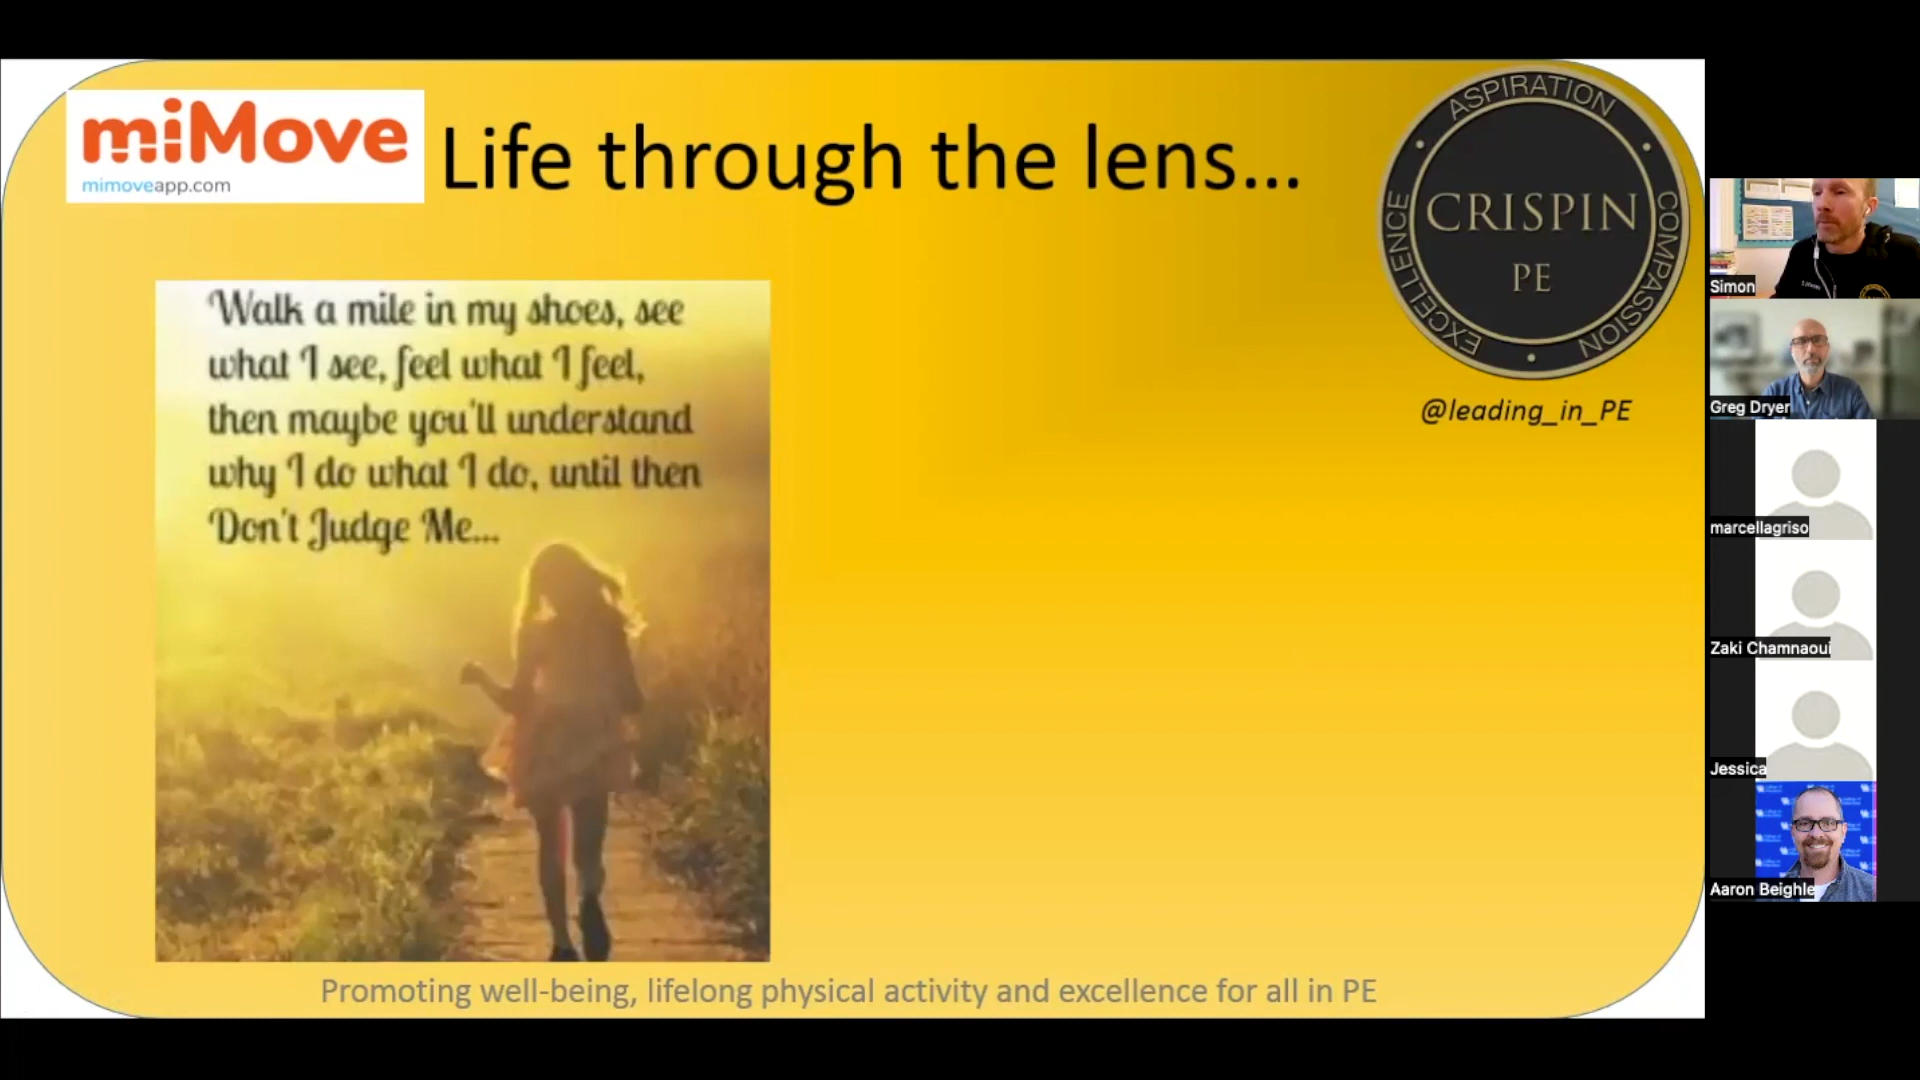 miMove
mimoveapp.com
Life through the lens...
ASPIRATION
COMPASSION
EXCELLENCE
CRISPIN
PE
@leading_in_PE
Walk a mile in my shoes, see
what I see, feel what I feel,
then maybe you'll understand
why I do what I do, until then
Don't Judge Me...
Promoting well-being, lifelong physical activity and excellence for all in PE
Simon
Greg Dryer
marcellagriso
Zaki Chamnaoui
Jessica
Aaron Beighle